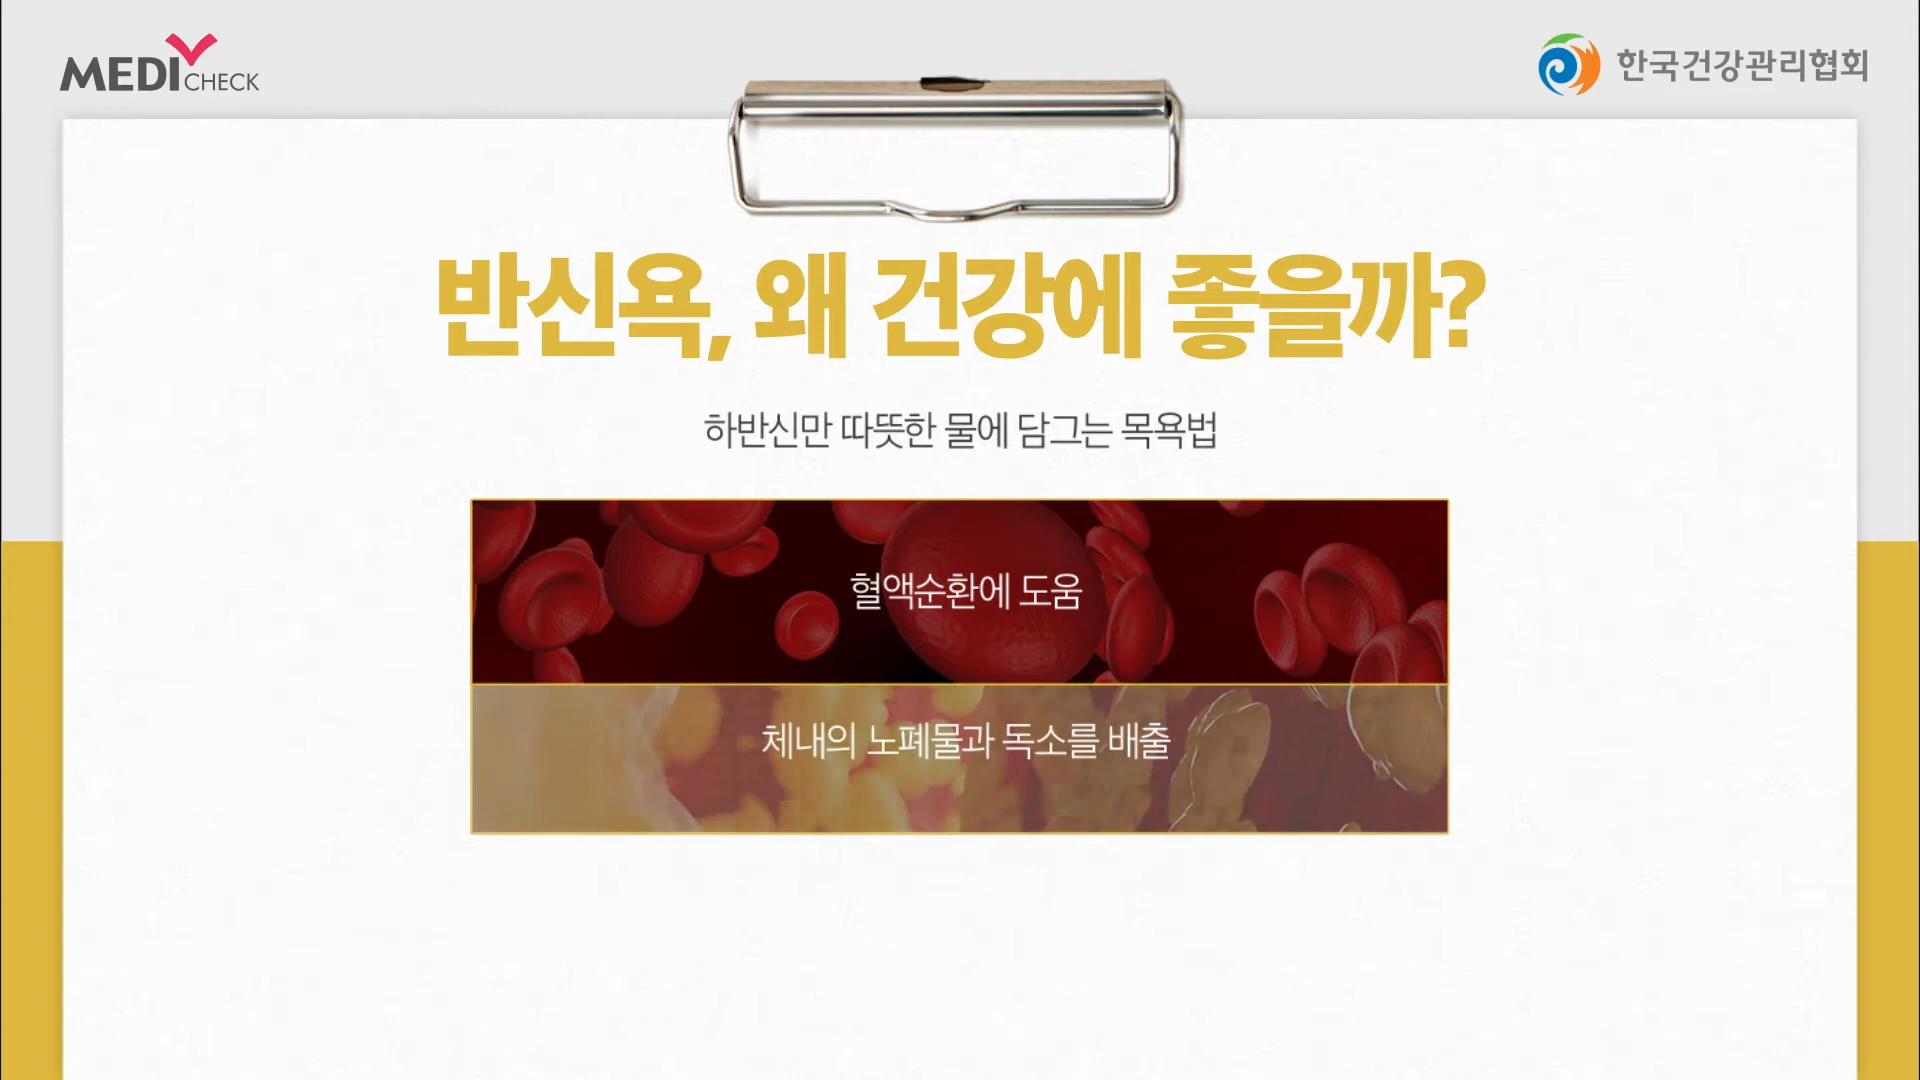 MEDI CHECK
한국건강관리협회
반신욕, 왜 건강에 좋을까?
하반신만 따뜻한 물에 담그는 목욕법
혈액순환에 도움
체내의 노폐물과 독소를 배출